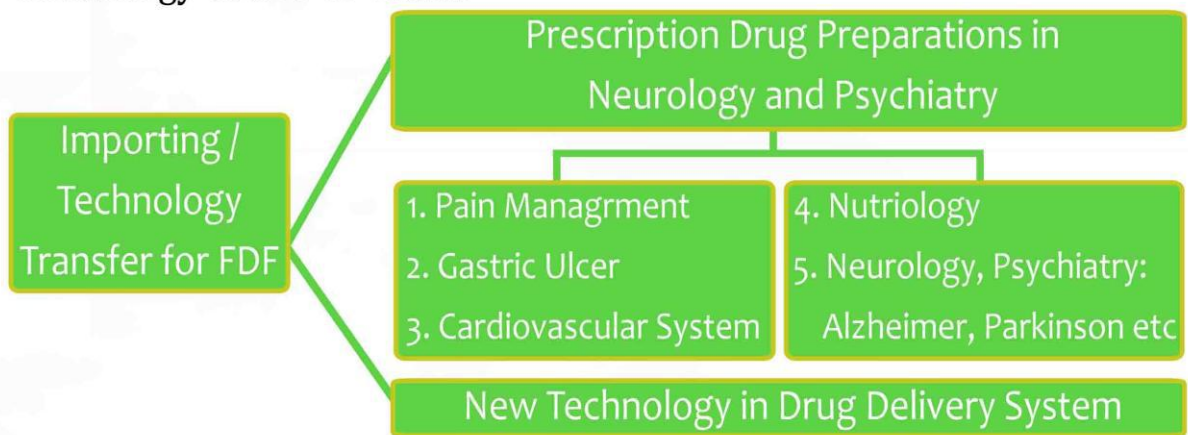 Importing /
Technology
Transfer for FDF
Prescription Drug Preparations in
Neurology and Psychiatry
1. Pain Managrment
2. Gastric Ulcer
3. Cardiovascular System
4. Nutriology
5. Neurology, Psychiatry:
Alzheimer, Parkinson etc
New Technology in Drug Delivery System